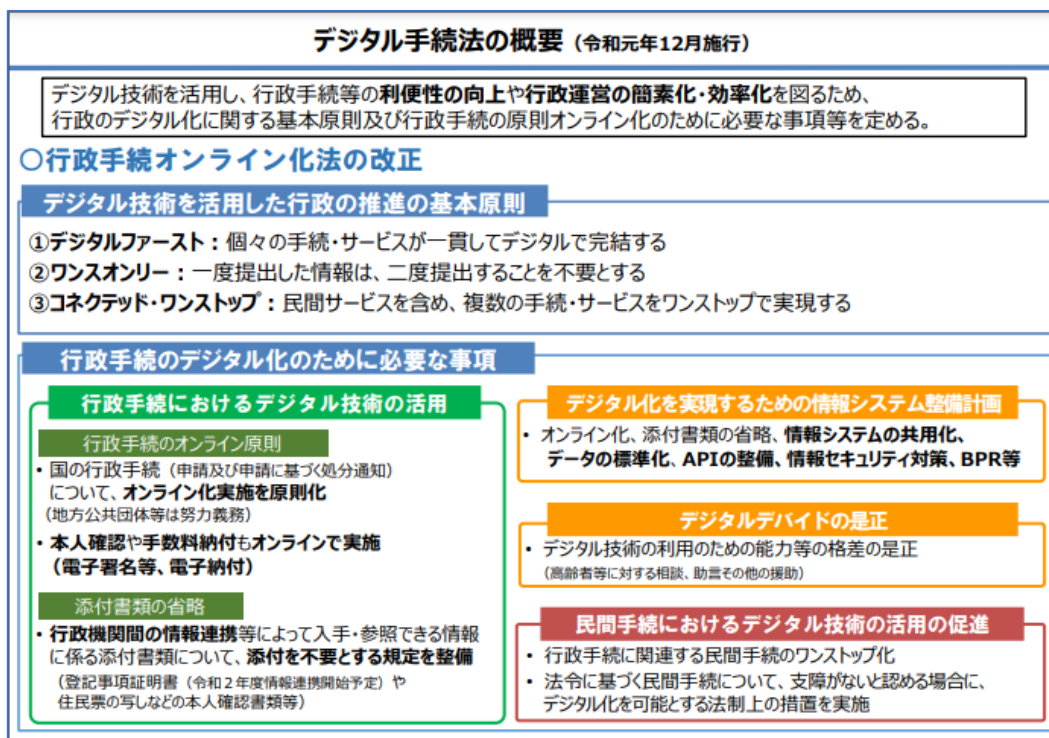 デジタル手続法の概要（令和元年12月施行）
デジタル技術を活用し、行政手続等の利便性の向上や行政運営の簡素化・効率化を図るため、
行政のデジタル化に関する基本原則及び行政手続の原則オンライン化のために必要な事項等を定める。
〇行政手続オンライン化法の改正
デジタル技術を活用した行政の推進の基本原則
①デジタルファースト：個々の手続・サービスが一貫してデジタルで完結する
②ワンスオンリー：一度提出した情報は、二度提出することを不要とする
③コネクテッド・ワンストップ：民間サービスを含め、複数の手続・サービスをワンストップで実現する
行政手続のデジタル化のために必要な事項
行政手続におけるデジタル技術の活用
行政手続のオンライン原則
・国の行政手続（申請及び申請に基づく処分通知）
について、オンライン化実施を原則化
（地方公共団体等は努力義務）
・本人確認や手数料納付もオンラインで実施
（電子署名等、電子納付）
添付書類の省略
・行政機関間の情報連携等によって入手・参照できる情報
に係る添付書類について、添付を不要とする規定を整備
（登記事項証明書（令和２年度情報連携開始予定）や
住民票の写しなどの本人確認書類等）
デジタル化を実現するための情報システム整備計画
・オンライン化、添付書類の省略、情報システムの共用化、
データの標準化、APIの整備、情報セキュリティ対策、BPR等
デジタルデバイドの是正
・デジタル技術の利用のための能力等の格差の是正
（高齢者等に対する相談、助言その他の援助）
民間手続におけるデジタル技術の活用の促進
・行政手続に関連する民間手続のワンストップ化
・法令に基づく民間手続について、支障がないと認める場合に、
デジタル化を可能とする法制上の措置を実施